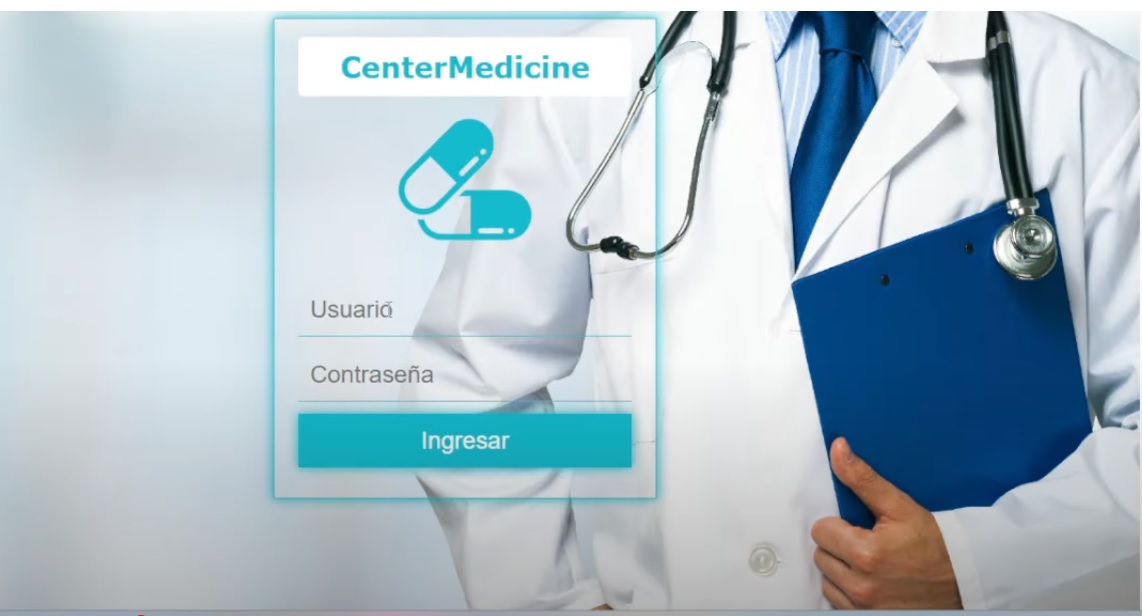 CenterMedicine
Usuario
Contraseña
Ingresar